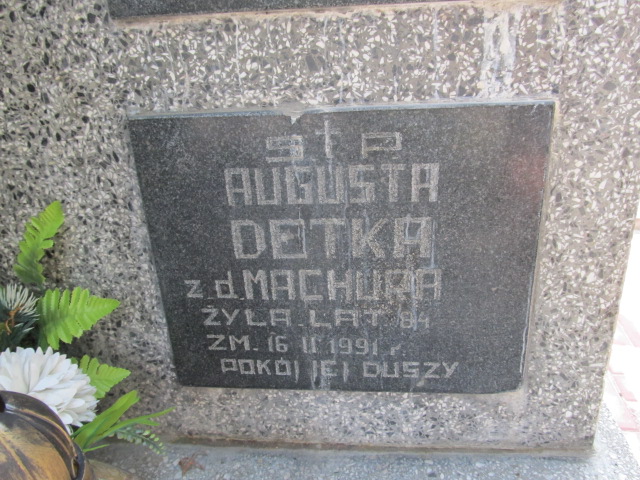 Ś✝P
AUGUSTA
DETKA
z.d. MACHURA
ŻYŁA. LAT 84
ZM. 16 II 1991 r.
POKÓJ JEJ DUSZY